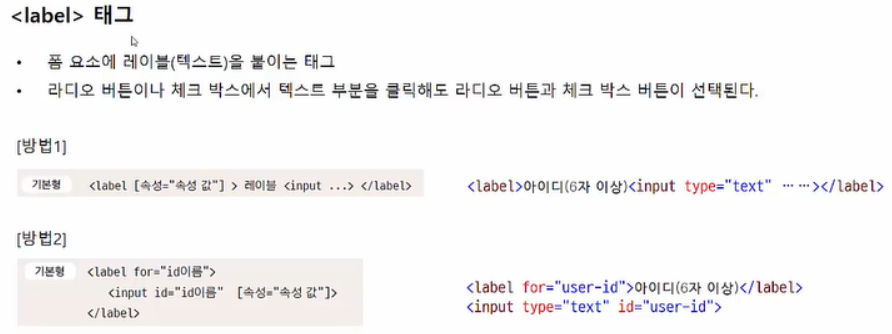 <label> 태그
• 폼 요소에 레이블(텍스트)을 붙이는 태그
• 라디오 버튼이나 체크 박스에서 텍스트 부분을 클릭해도 라디오 버튼과 체크 박스 버튼이 선택된다.
[방법1]
기본형 <label [속성="속성 값"] > 레이블 <input ...> </label>
<label>아이디(6자 이상)<input type="text" ⋯⋯></label>
[방법2]
기본형 <label for="id이름">
<input id="id이름" [속성="속성 값"]>
</label>
<label for="user-id">아이디(6자 이상)</label>
<input type="text" id="user-id">